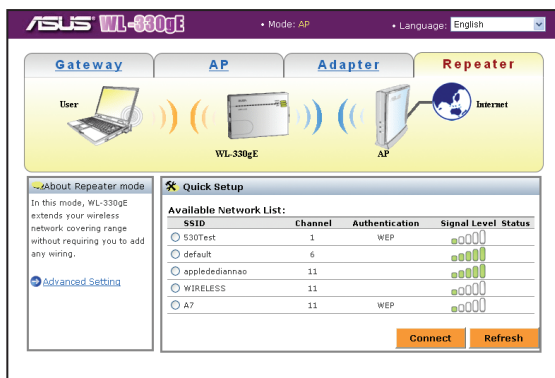 ASUS WL-330gE • Mode: AP • Language: English
Gateway AP Adapter Repeater
User Internet
WL-330gE AP
About Repeater mode
In this mode, WL-330gE
extends your wireless
network covering range
without requiring you to add
any wiring.
Advanced Setting
Quick Setup
Available Network List:
SSID Channel Authentication Signal Level Status
530Test 1 WEP
default 6
appledediannao 11
WIRELESS 11
A7 11 WEP
Connect Refresh